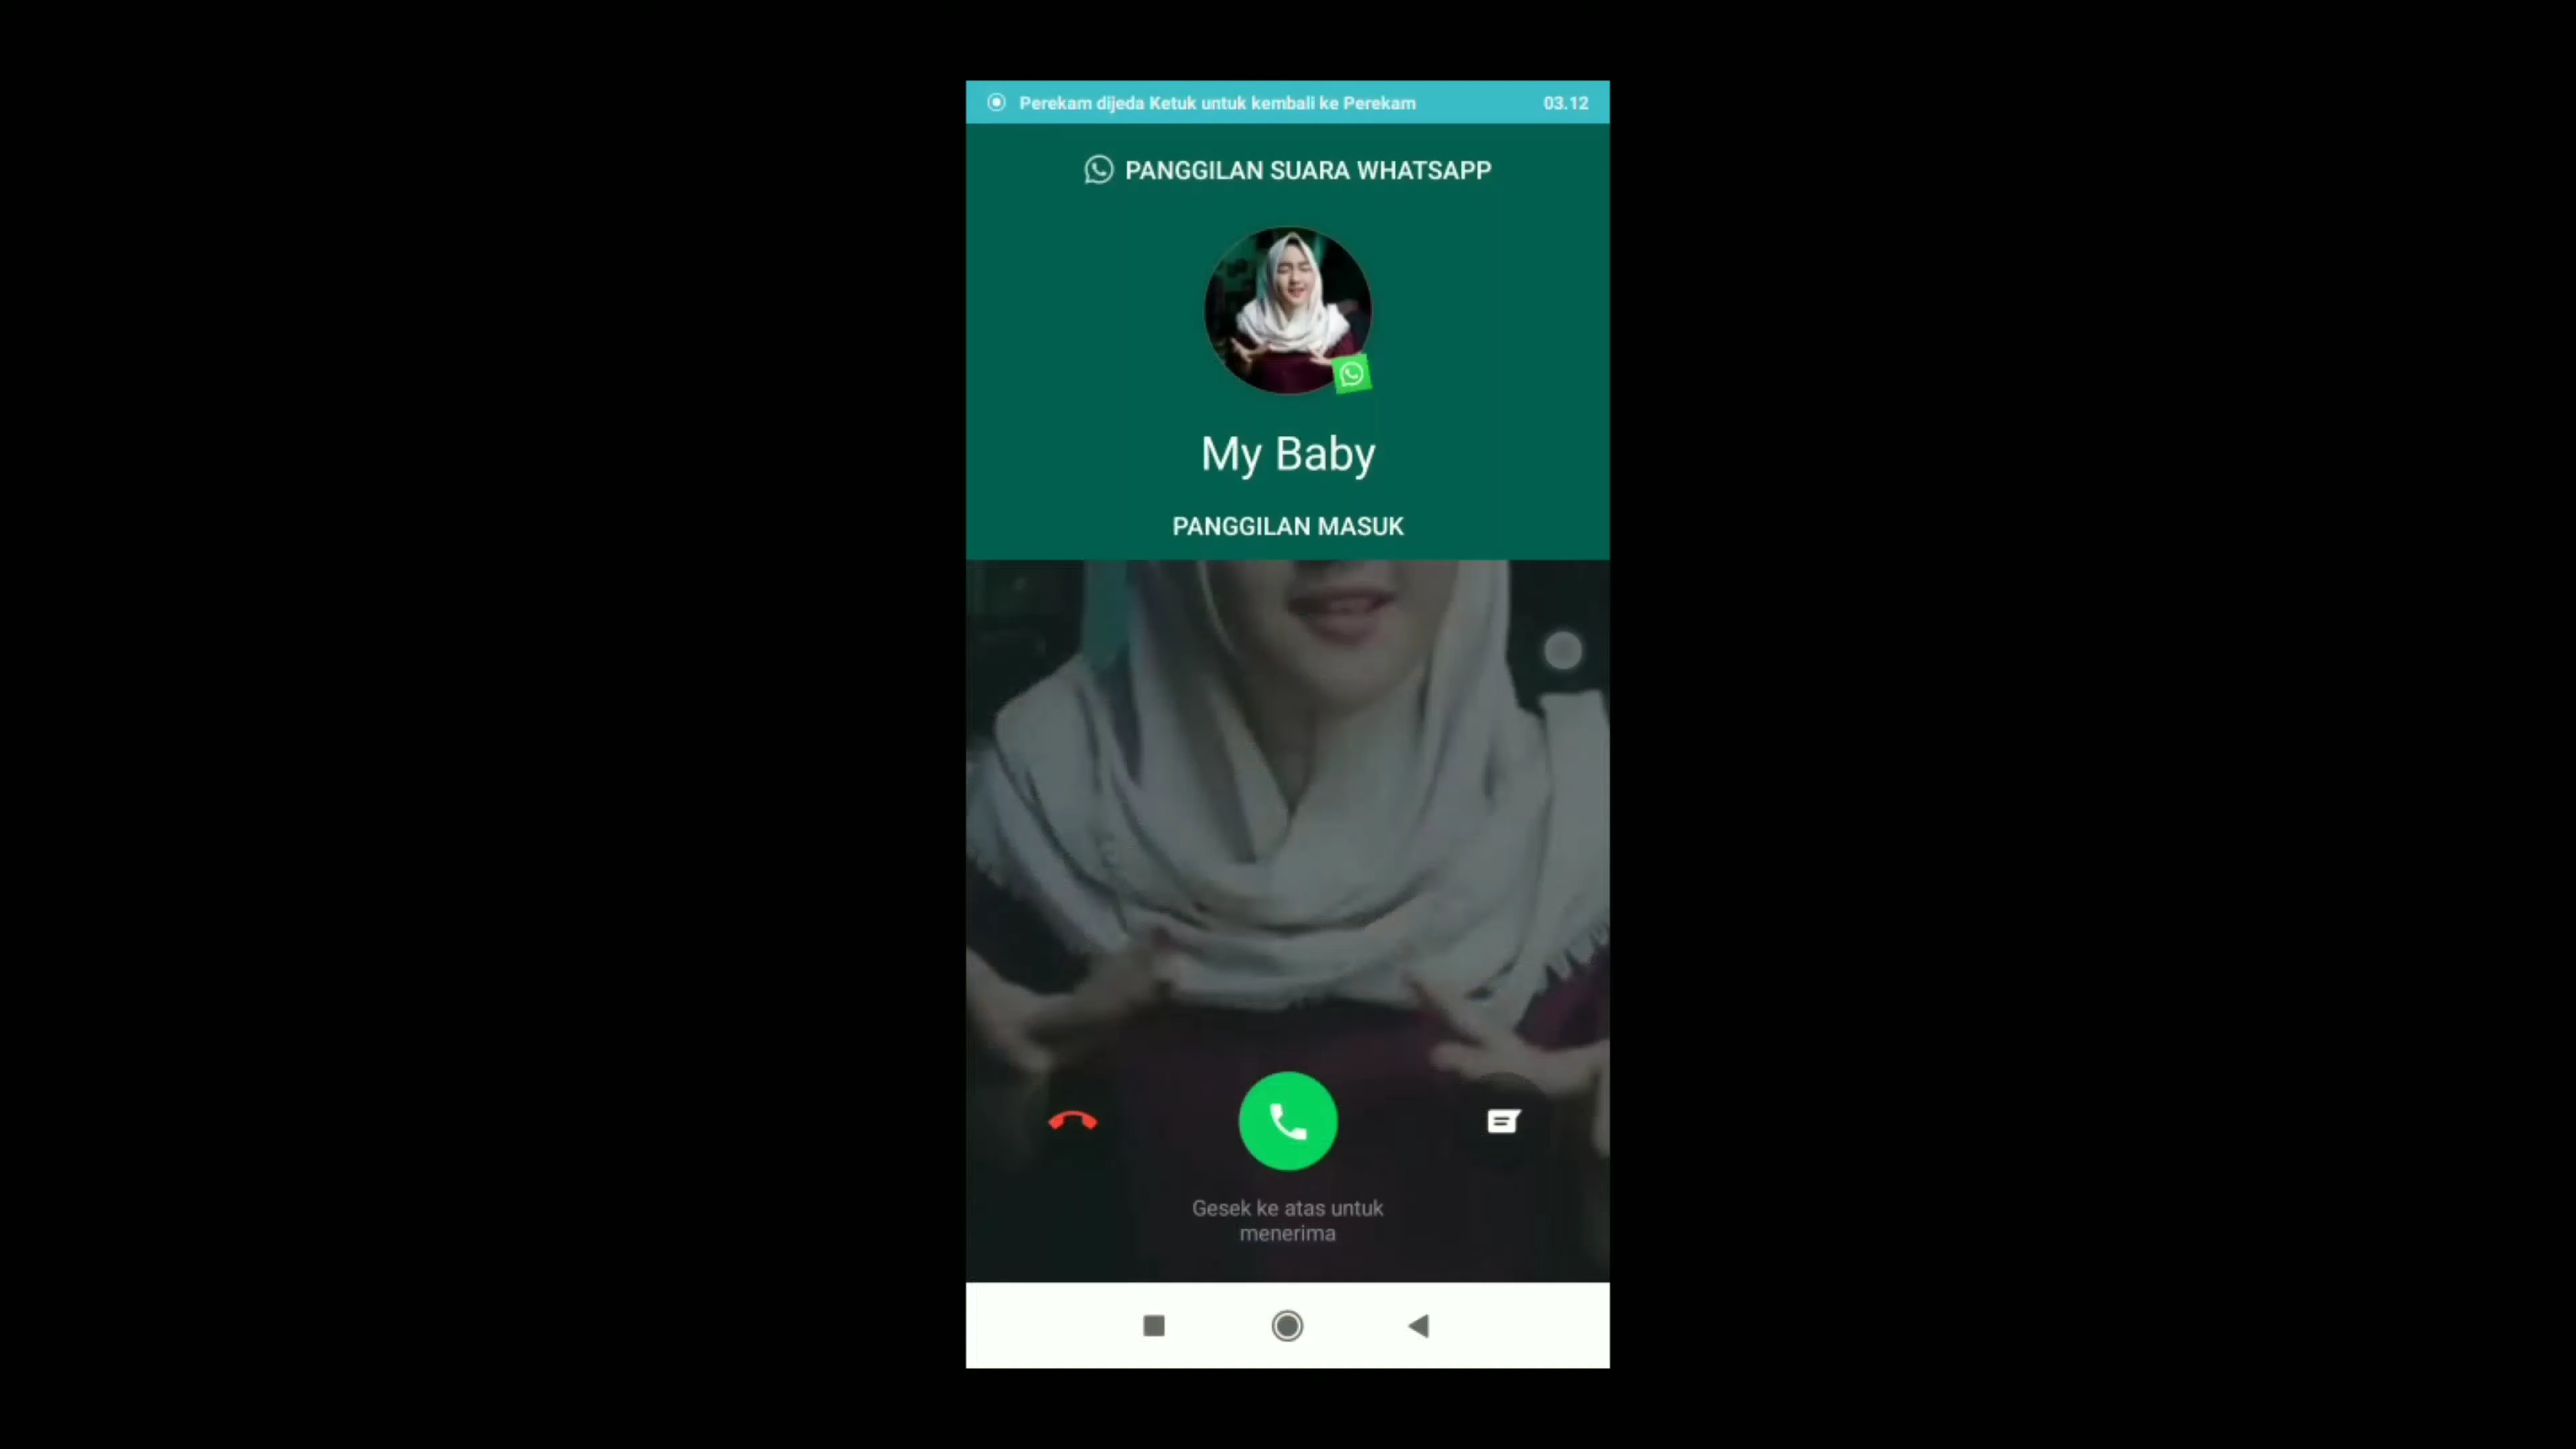 Perekam dijeda Ketuk untuk kembali ke Perekam 03.12
PANGGILAN SUARA WHATSAPP
My Baby
PANGGILAN MASUK
Gesek ke atas untuk
menerima